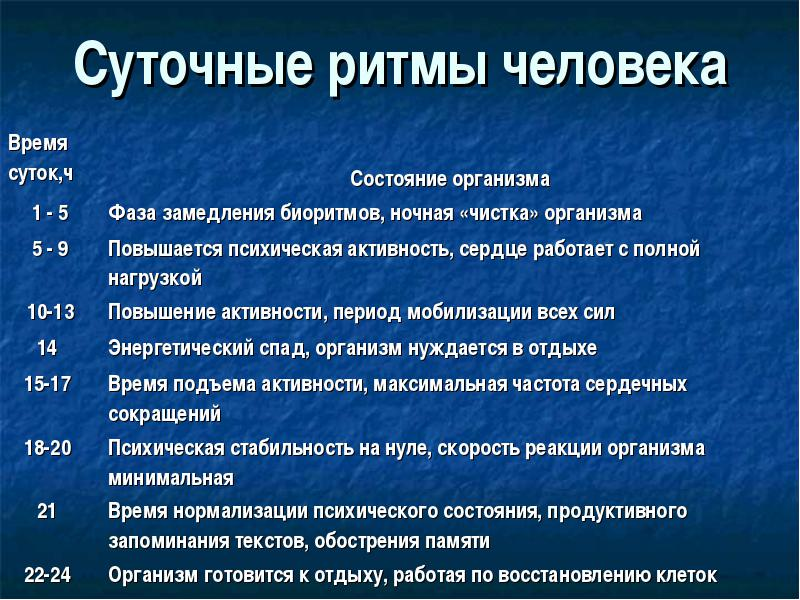 Суточные ритмы человека
Время
суток,ч
Состояние организма
1 - 5 Фаза замедления биоритмов, ночная «чистка» организма
5 - 9 Повышается психическая активность, сердце работает с полной
нагрузкой
10-13 Повышение активности, период мобилизации всех сил
14 Энергетический спад, организм нуждается в отдыхе
15-17 Время подъема активности, максимальная частота сердечных
сокращений
18-20 Психическая стабильность на нуле, скорость реакции организма
минимальная
21 Время нормализации психического состояния, продуктивного
запоминания текстов, обострения памяти
22-24 Организм готовится к отдыху, работая по восстановлению клеток